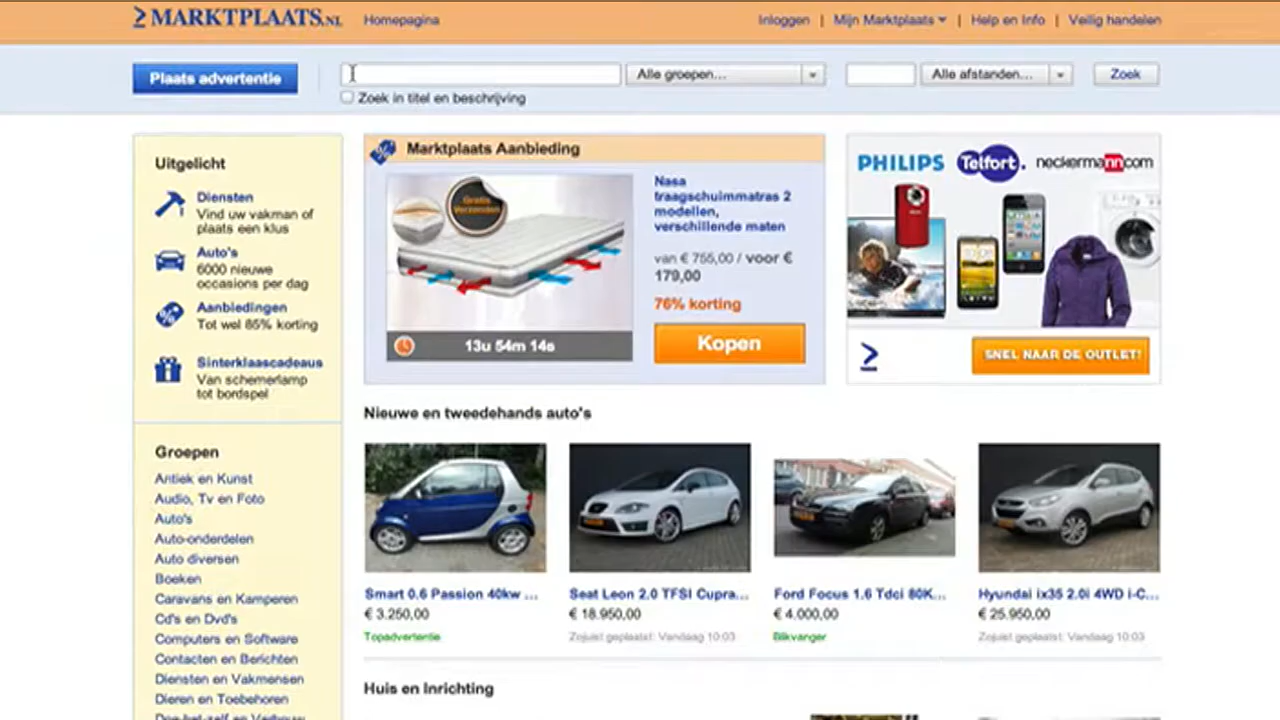 MARKTPLAATS.NL
Homepagina
Inloggen | Mijn Marktplaats | Help en Info | Veilig handelen
Plaats advertentie
Alle groepen...
Alle afstanden...
Zoek
Zoek in titel en beschrijving
Uitgelicht
Diensten
Vind uw vakman of
plaats een klus
Auto's
6000 nieuwe
occasions per dag
Aanbiedingen
Tot wel 85% korting
Sinterklaascadeaus
Van schemerlamp
tot bordspel
Groepen
Antiek en Kunst
Audio, Tv en Foto
Auto's
Auto-onderdelen
Auto diversen
Boeken
Caravans en Kamperen
Cd's en Dvd's
Computers en Software
Contacten en Berichten
Diensten en Vakmensen
Dieren en Toebehoren
Doe-het-zelf en Verbouw
Marktplaats Aanbieding
Gratis
Verzenden
13u 54m 14s
Nasa
traagschuimmatras 2
modellen,
verschillende maten
van € 755,00 / voor €
179,00
76% korting
Kopen
PHILIPS
Telfort.
neckermann.com
SNEL NAAR DE OUTLET!
Nieuwe en tweedehands auto's
Smart 0.6 Passion 40kw ...
€ 3.250,00
Topadvertentie
Seat Leon 2.0 TFSI Cupra...
€ 18.950,00
Zojuist geplaatst: Vandaag 10:03
Ford Focus 1.6 Tdci 80K...
€ 4.000,00
Blikvanger
Hyundai ix35 2.0i 4WD i-C...
€ 25.950,00
Zojuist geplaatst: Vandaag 10:03
Huis en Inrichting